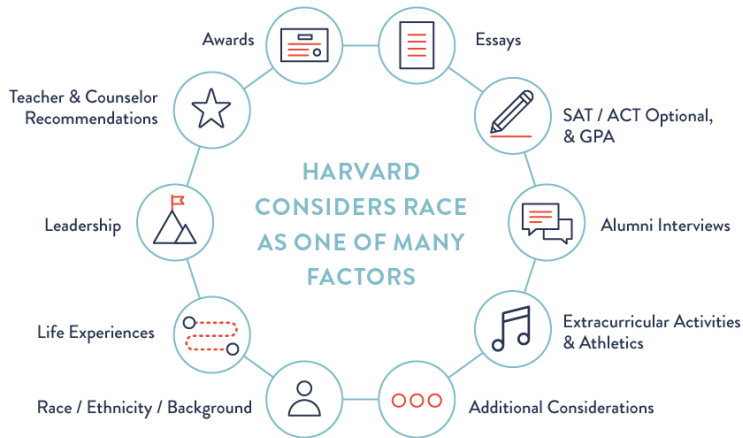 Awards
Essays
Teacher & Counselor
Recommendations
SAT / ACT Optional,
& GPA
HARVARD
CONSIDERS RACE
AS ONE OF MANY
FACTORS
Leadership
Alumni Interviews
Life Experiences
Extracurricular Activities
& Athletics
Race / Ethnicity / Background
Additional Considerations